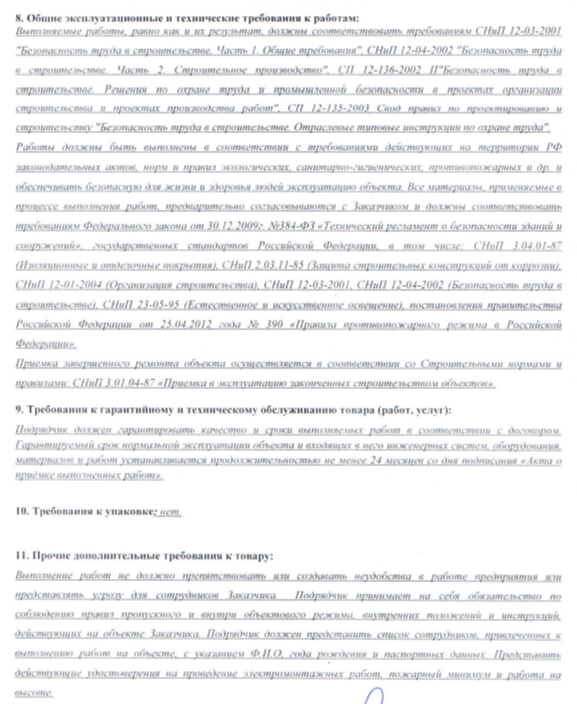 8. Общие эксплуатационные и технические требования к работам:
Выполняемые работы, равно как и их результат, должны соответствовать требованиям СНиП 12-03-2001
"Безопасность труда в строительстве. Часть 1. Общие требования", СНиП 12-04-2002 "Безопасность труда
в строительстве. Часть 2. Строительное производство", СП 12-136-2002 П"Безопасность труда в
строительстве. Решения по охране труда и промышленной безопасности в проектах организации
строительства и проектах производства работ", СП 12-135-2003 Свод правил по проектированию и
строительству "Безопасность труда в строительстве. Отраслевые типовые инструкции по охране труда".
Работы должны быть выполнены в соответствии с требованиями действующих на территории РФ
законодательных актов, норм и правил экологических, санитарно-гигиенических, противопожарных и др. и
обеспечивать безопасную для жизни и здоровья людей эксплуатацию объекта. Все материалы, применяемые в
процессе выполнения работ, предварительно согласовываются с Заказчиком и должны соответствовать
требованиям Федерального закона от 30.12.2009г. №384-ФЗ «Технический регламент о безопасности зданий и
сооружений», государственных стандартов Российской Федерации, в том числе: СНиП 3.04.01-87
(Изоляционные и отделочные покрытия), СНиП 2.03.11-85 (Защита строительных конструкций от коррозии),
СНиП 12-01-2004 (Организация строительства), СНиП 12-03-2001, СНиП 12-04-2002 (Безопасность труда в
строительстве), СНиП 23-05-95 (Естественное и искусственное освещение), постановления правительства
Российской Федерации от 25.04.2012 года № 390 «Правила противопожарного режима в Российской
Федерации».
Приемка завершенного ремонта объекта осуществляется в соответствии со Строительными нормами и
правилами: СНиП 3.01.04-87 «Приемка в эксплуатацию законченных строительством объектов».
9. Требования к гарантийному и техническому обслуживанию товара (работ, услуг):
Подрядчик должен гарантировать качество и сроки выполняемых работ в соответствии с договором.
Гарантируемый срок нормальной эксплуатации объекта и входящих в него инженерных систем, оборудования,
материалов и работ устанавливается продолжительностью не менее 24 месяцев со дня подписания «Акта о
приёмке выполненных работ».
10. Требования к упаковке: нет.
11. Прочие дополнительные требования к товару:
Выполнение работ не должно препятствовать или создавать неудобства в работе предприятия или
представлять угрозу для сотрудников Заказчика. Подрядчик принимает на себя обязательство по
соблюдению правил пропускного и внутри объектового режима, внутренних положений и инструкций,
действующих на объекте Заказчика. Подрядчик должен представить список сотрудников, привлеченных к
выполнению работ на объекте, с указанием Ф.И.О, года рождения и паспортных данных. Представить
действующие удостоверения на проведение электромонтажных работ, пожарный минимум и работа на
высоте.